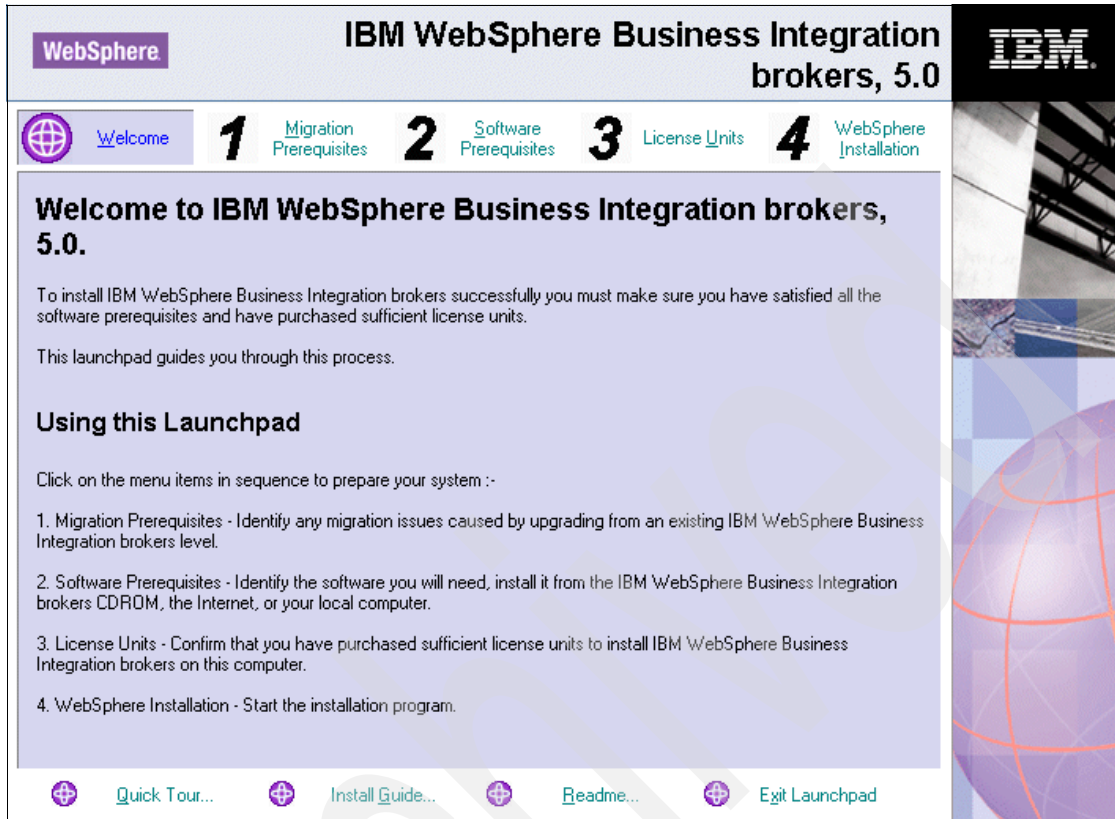 WebSphere.
IBM WebSphere Business Integration
brokers, 5.0
IBM.
Welcome
1
Migration
Prerequisites
2
Software
Prerequisites
3
License Units
4
WebSphere
Installation
Welcome to IBM WebSphere Business Integration brokers,
5.0.
To install IBM WebSphere Business Integration brokers successfully you must make sure you have satisfied all the
software prerequisites and have purchased sufficient license units.
This launchpad guides you through this process.
Using this Launchpad
Click on the menu items in sequence to prepare your system :-
1. Migration Prerequisites - Identify any migration issues caused by upgrading from an existing IBM WebSphere Business
Integration brokers level.
2. Software Prerequisites - Identify the software you will need, install it from the IBM WebSphere Business Integration
brokers CDROM, the Internet, or your local computer.
3. License Units - Confirm that you have purchased sufficient license units to install IBM WebSphere Business
Integration brokers on this computer.
4. WebSphere Installation - Start the installation program.
Quick Tour...
Install Guide...
Readme...
Exit Launchpad